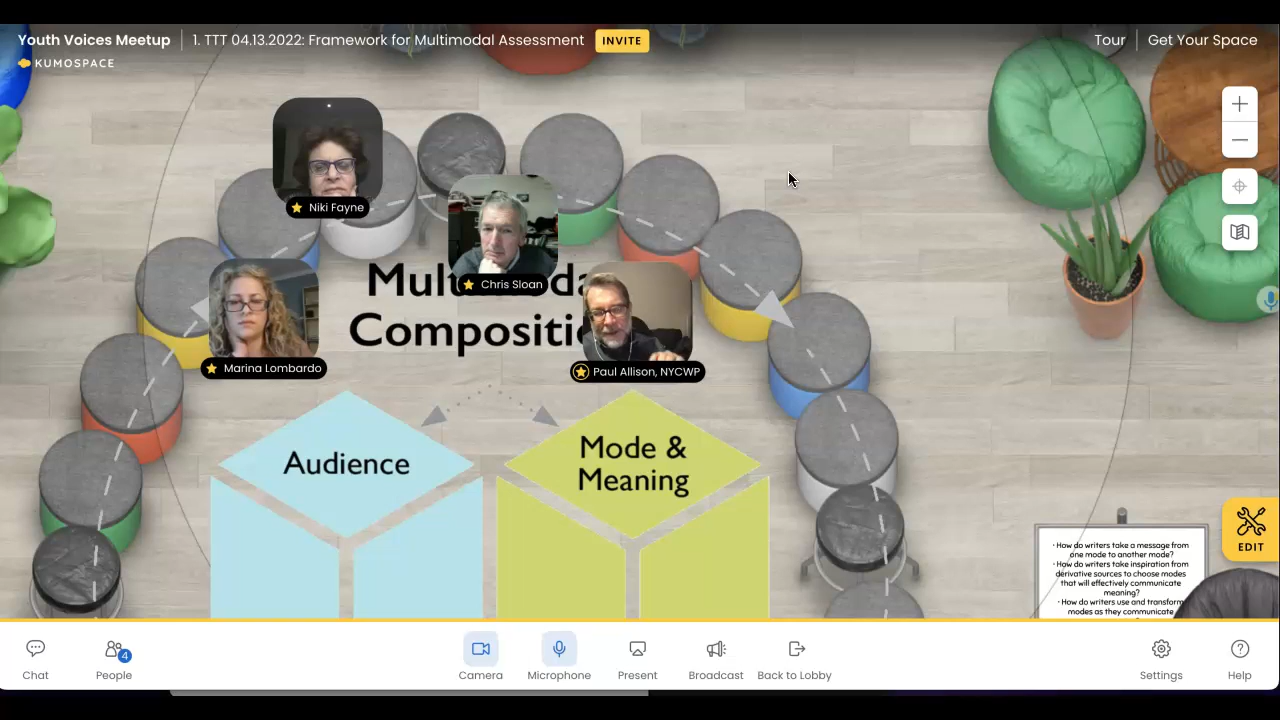 Youth Voices Meetup
1. TTT 04.13.2022: Framework for Multimodal Assessment
INVITE
Tour
Get Your Space
KUMOSPACE
Niki Fayne
Chris Sloan
Marina Lombardo
Paul Allison, NYCWP
Compositi
Audience
Mode &
Meaning
EDIT
· How do writers take a message from
one mode to another mode?
· How do writers take inspiration from
derivative sources to choose modes
that will effectively communicate
meaning?
· How do writers use and transform
modes as they communicate
Chat
People
4
Camera
Microphone
Present
Broadcast
Back to Lobby
Settings
Help